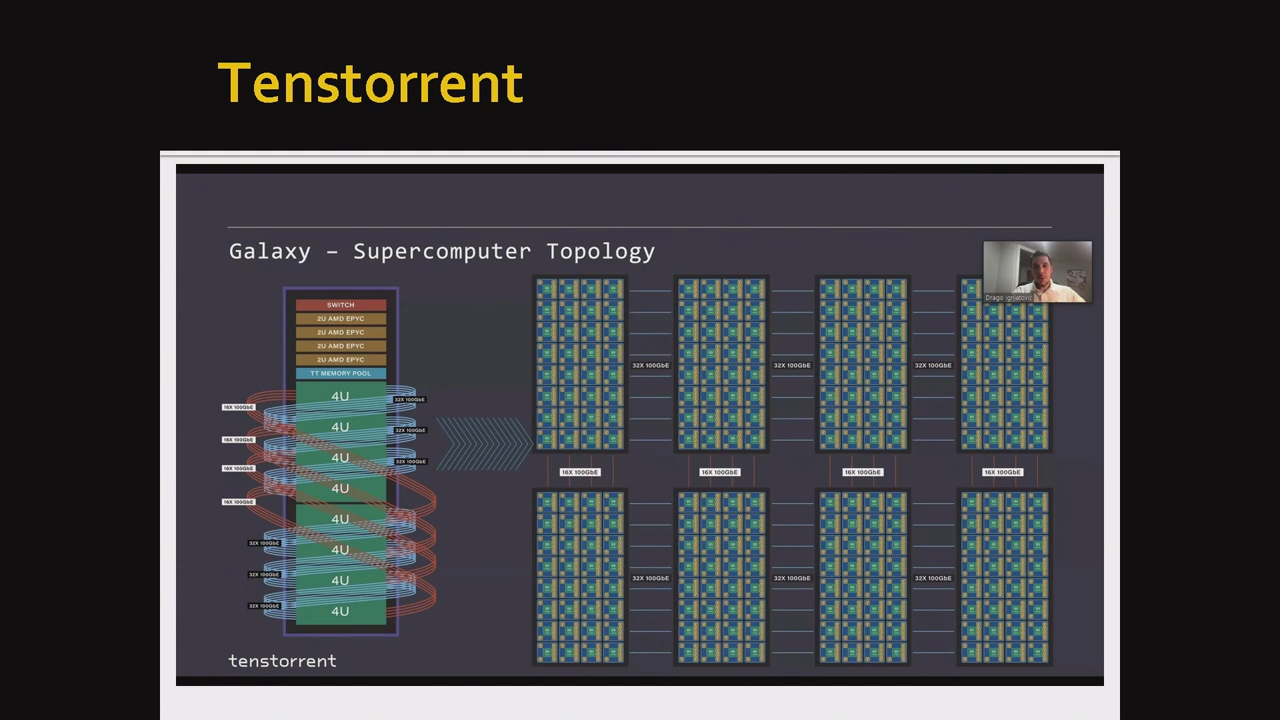 Tenstorrent
Galaxy – Supercomputer Topology
Drago Ignjatovic
SWITCH
2U AMD EPYC
2U AMD EPYC
2U AMD EPYC
2U AMD EPYC
TT MEMORY POOL
4U
4U
4U
4U
4U
4U
4U
4U
16X 100GbE
16X 100GbE
16X 100GbE
16X 100GbE
32X 100GbE
32X 100GbE
32X 100GbE
32X 100GbE
32X 100GbE
32X 100GbE
32X 100GbE
32X 100GbE
32X 100GbE
16X 100GbE
16X 100GbE
16X 100GbE
16X 100GbE
32X 100GbE
32X 100GbE
32X 100GbE
tenstorrent